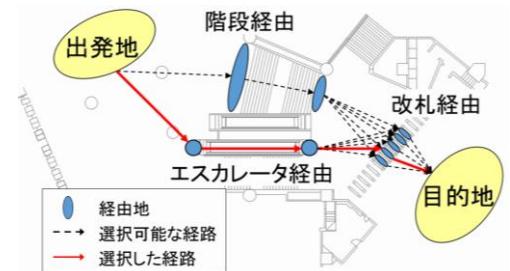 階段経由
出発地
改札経由
エスカレータ経由
目的地
経由地
選択可能な経路
選択した経路